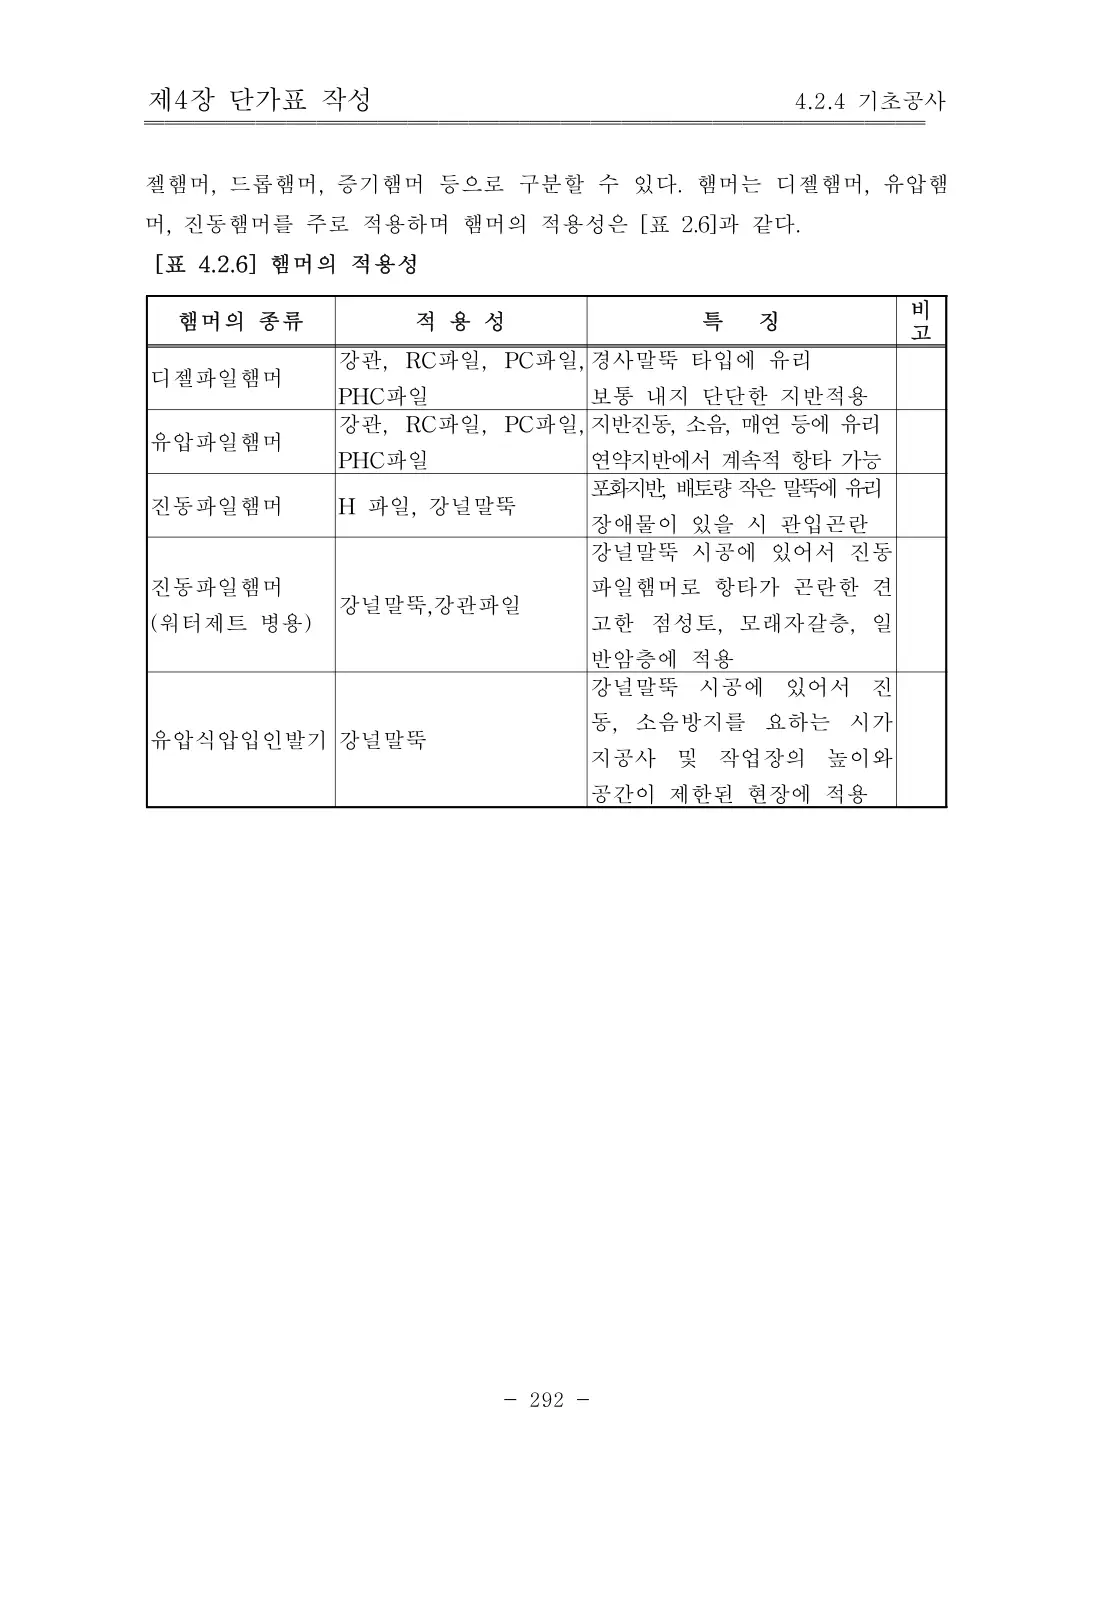 제4장 단가표 작성 4.2.4 기초공사
젤햄머, 드롭햄머, 증기햄머 등으로 구분할 수 있다. 햄머는 디젤햄머, 유압햄
머, 진동햄머를 주로 적용하며 햄머의 적용성은 [표 2.6]과 같다.
[표 4.2.6] 햄머의 적용성
햄머의 종류 적 용 성 특 징 비
고
디젤파일햄머
강관, RC파일, PC파일,
PHC파일
경사말뚝 타입에 유리
보통 내지 단단한 지반적용
유압파일햄머
강관, RC파일, PC파일,
PHC파일
지반진동, 소음, 매연 등에 유리
연약지반에서 계속적 항타 가능
진동파일햄머
H 파일, 강널말뚝
포화지반, 배토량 작은 말뚝에 유리
장애물이 있을 시 관입곤란
진동파일햄머
(워터제트 병용)
강널말뚝,강관파일
강널말뚝 시공에 있어서 진동
파일햄머로 항타가 곤란한 견
고한 점성토, 모래자갈층, 일
반암층에 적용
유압식압입인발기
강널말뚝
강널말뚝 시공에 있어서 진
동, 소음방지를 요하는 시가
지공사 및 작업장의 높이와
공간이 제한된 현장에 적용
- 292 -